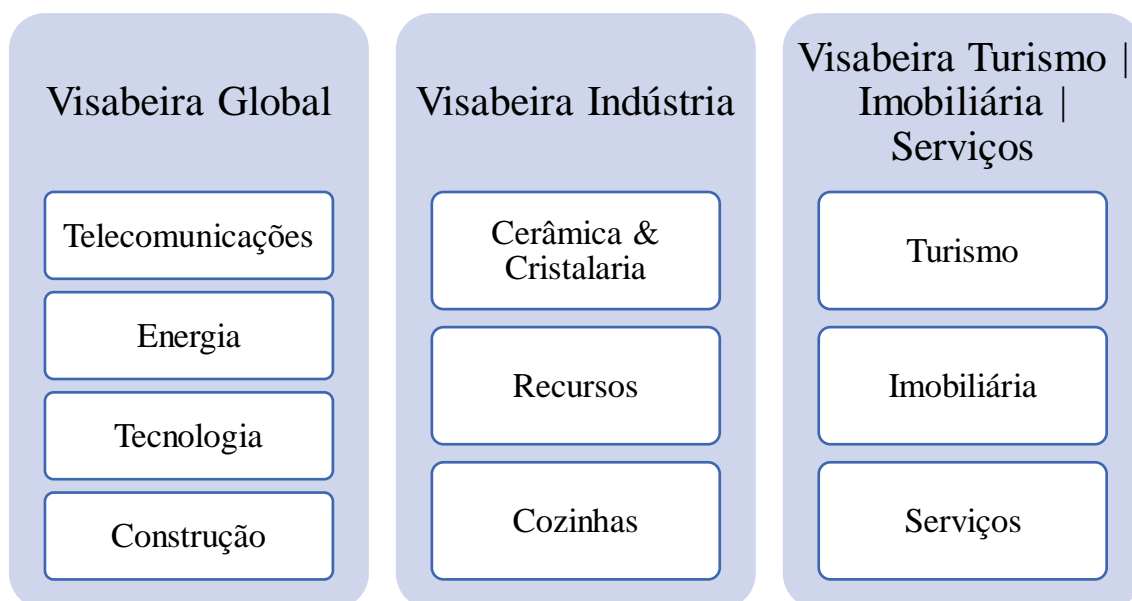 Visabeira Global
Telecomunicações
Energia
Tecnologia
Construção
Visabeira Indústria
Cerâmica &
Cristalaria
Recursos
Cozinhas
Visabeira Turismo |
Imobiliária |
Serviços
Turismo
Imobiliária
Serviços